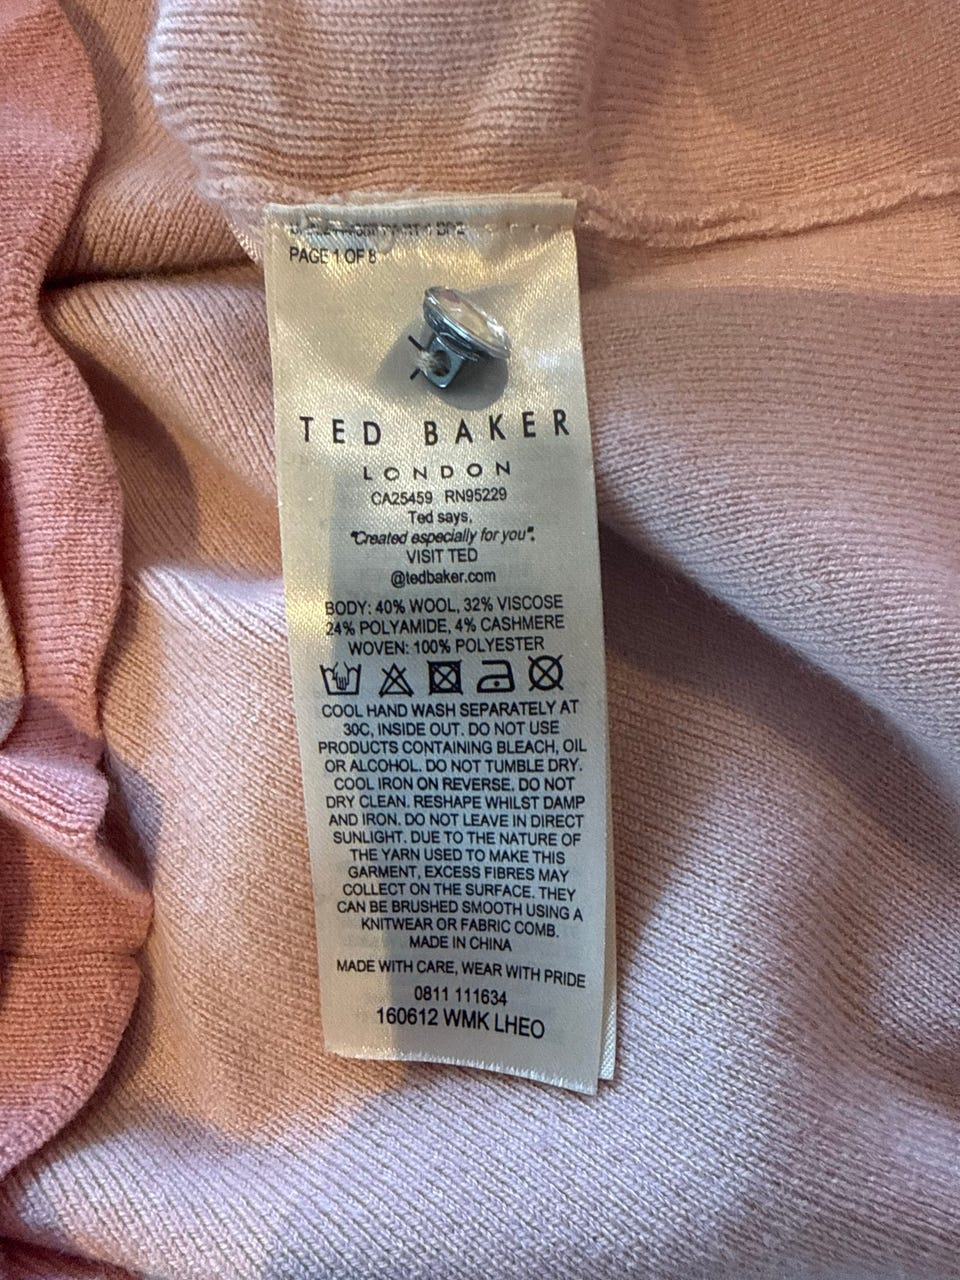 PAGE 1 OF 8
TED BAKER
LONDON
CA25459 RN95229
Ted says,
"Created especially for you".
VISIT TED
@tedbaker.com
BODY: 40% WOOL, 32% VISCOSE
24% POLYAMIDE, 4% CASHMERE
WOVEN: 100% POLYESTER
COOL HAND WASH SEPARATELY AT
30C, INSIDE OUT. DO NOT USE
PRODUCTS CONTAINING BLEACH, OIL
OR ALCOHOL. DO NOT TUMBLE DRY.
COOL IRON ON REVERSE. DO NOT
DRY CLEAN. RESHAPE WHILST DAMP
AND IRON. DO NOT LEAVE IN DIRECT
SUNLIGHT. DUE TO THE NATURE OF
THE YARN USED TO MAKE THIS
GARMENT, EXCESS FIBRES MAY
COLLECT ON THE SURFACE. THEY
CAN BE BRUSHED SMOOTH USING A
KNITWEAR OR FABRIC COMB.
MADE IN CHINA
MADE WITH CARE, WEAR WITH PRIDE
0811 111634
160612 WMK LHEO